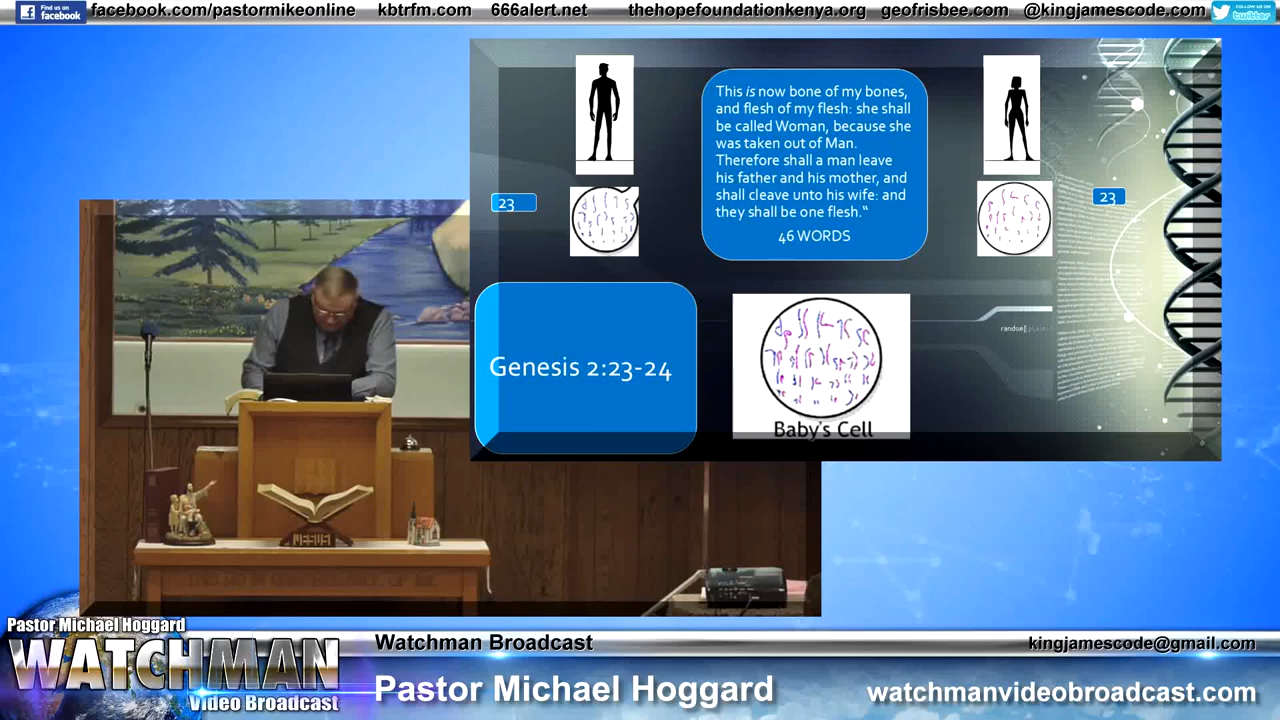 Find us on
facebook
facebook.com/pastormikeonline
kbtrfm.com
666alert.net
thehopefoundationkenya.org
geofrisbee.com
@kingjamescode.com
FOLLOW US ON
twitter
This is now bone of my bones,
and flesh of my flesh: she shall
be called Woman, because she
was taken out of Man.
Therefore shall a man leave
his father and his mother, and
shall cleave unto his wife: and
they shall be one flesh.“
46 WORDS
23
23
Genesis 2:23-24
Baby's Cell
random
JESUS
Pastor Michael Hoggard
WATCHMAN
Video Broadcast
Watchman Broadcast
Pastor Michael Hoggard
kingjamescode@gmail.com
watchmanvideobroadcast.com